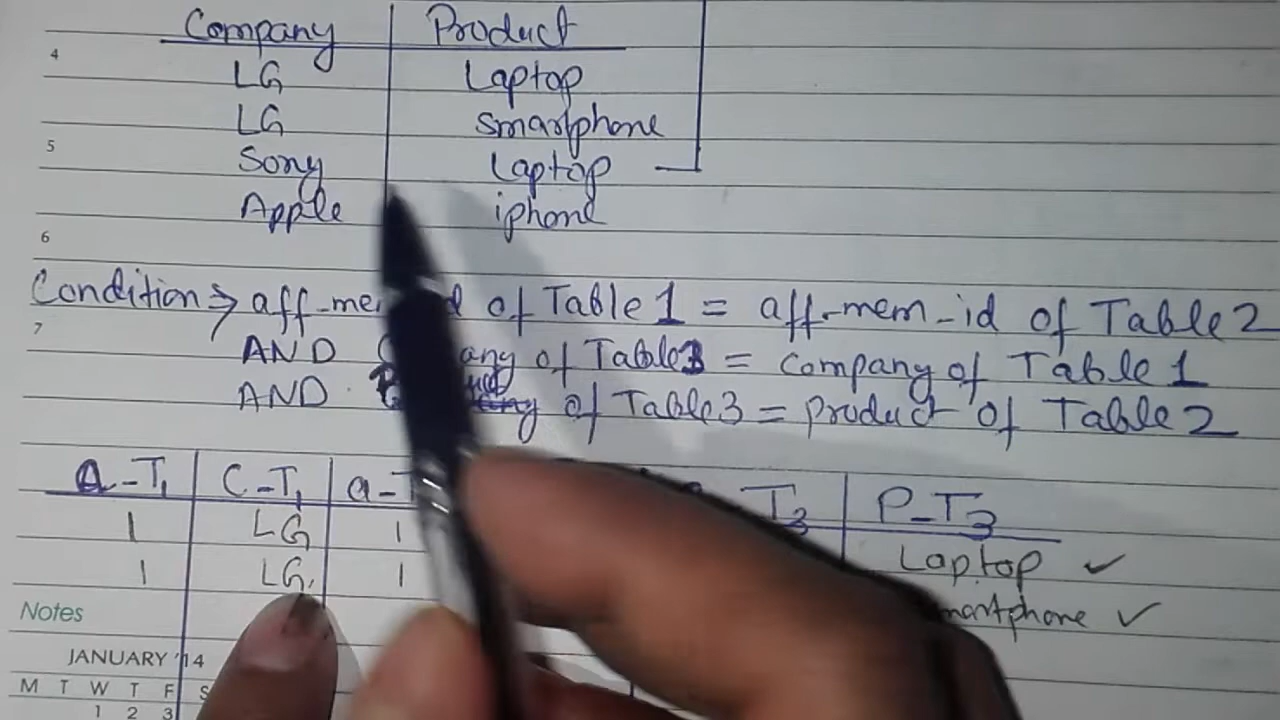 Company Product
4
LG Laptop
LG Smartphone
5
Sony Laptop
Apple iphone
6
Condition ⇒ aff-me of Table 1 = aff-mem-id of Table 2
7
AND any of Table 3 = Company of Table 1
AND of Table 3 = product of Table 2
a-T1 C-T1 a-T T3 P-T3
1 LG 1 Laptop ✓
1 LG, 1 martphone ✓
Notes
JANUARY '14
M T W T F S
1 2 3